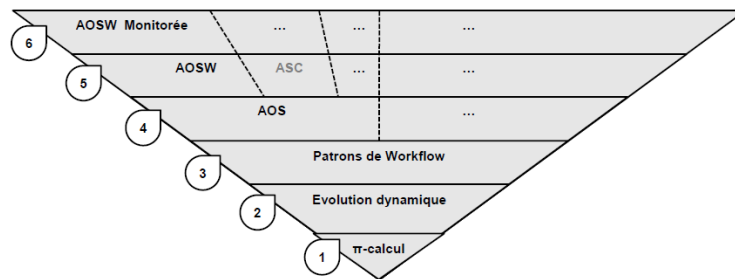 AOSW Monitorée ... ... ...
6
AOSW ASC ... ...
5
AOS ...
4
Patrons de Workflow
3
Evolution dynamique
2
π-calcul
1